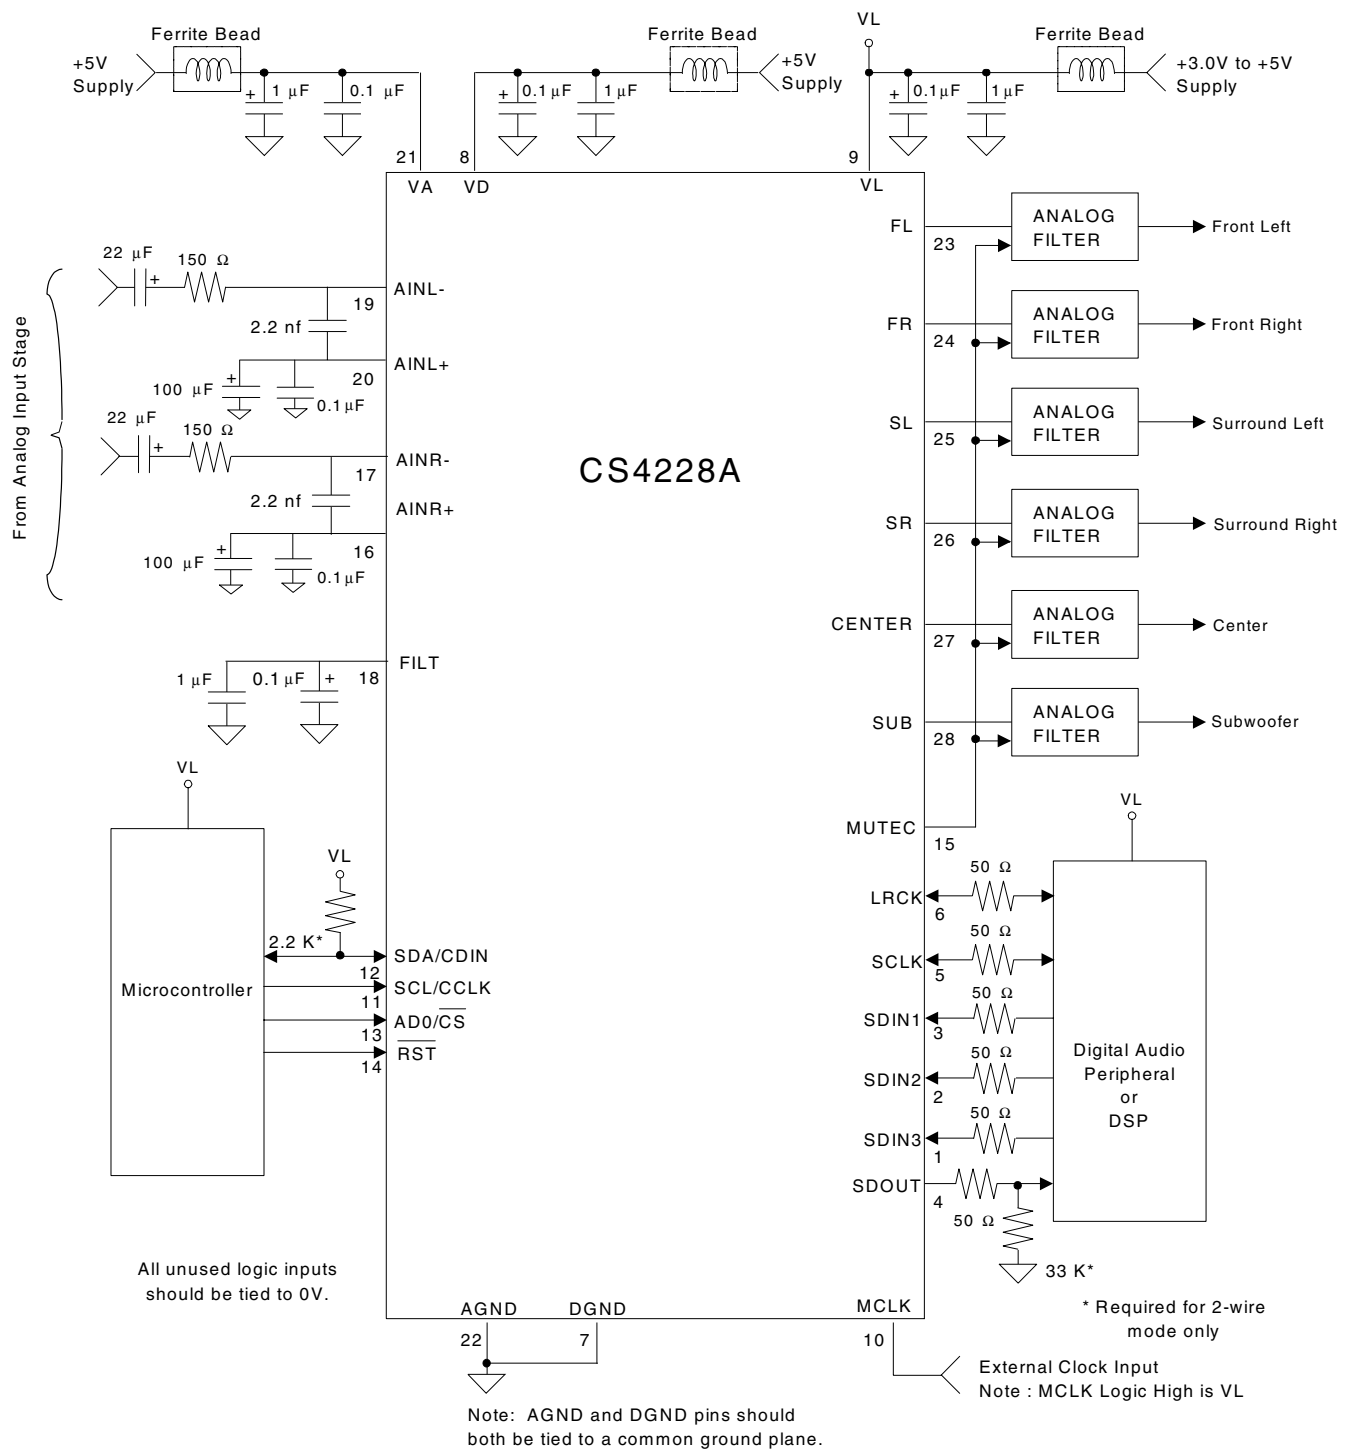 Ferrite Bead
Ferrite Bead
VL
Ferrite Bead
+5V
Supply
+ 1 µF
0.1 µF
+ 0.1 µF
1 µF
+5V
Supply
+ 0.1 µF
1 µF
+3.0V to +5V
Supply
21
8
9
VA
VD
VL
From Analog Input Stage
22 µF
+
150 Ω
19
AINL-
2.2 nf
20
AINL+
100 µF
+
0.1 µF
22 µF
+
150 Ω
17
AINR-
2.2 nf
AINR+
16
100 µF
+
0.1 µF
1 µF
0.1 µF +
18
FILT
CS4228A
FL
23
ANALOG
FILTER
Front Left
FR
24
ANALOG
FILTER
Front Right
SL
25
ANALOG
FILTER
Surround Left
SR
26
ANALOG
FILTER
Surround Right
CENTER
27
ANALOG
FILTER
Center
SUB
28
ANALOG
FILTER
Subwoofer
MUTEC
15
VL
Microcontroller
VL
2.2 K*
SDA/CDIN
12
SCL/CCLK
11
AD0/CS
13
RST
14
VL
50 Ω
LRCK
6
50 Ω
SCLK
5
50 Ω
SDIN1
3
50 Ω
SDIN2
2
50 Ω
SDIN3
1
SDOUT
4
50 Ω
33 K*
Digital Audio
Peripheral
or
DSP
All unused logic inputs
should be tied to 0V.
* Required for 2-wire
mode only
AGND
DGND
MCLK
22
7
10
External Clock Input
Note : MCLK Logic High is VL
Note: AGND and DGND pins should
both be tied to a common ground plane.